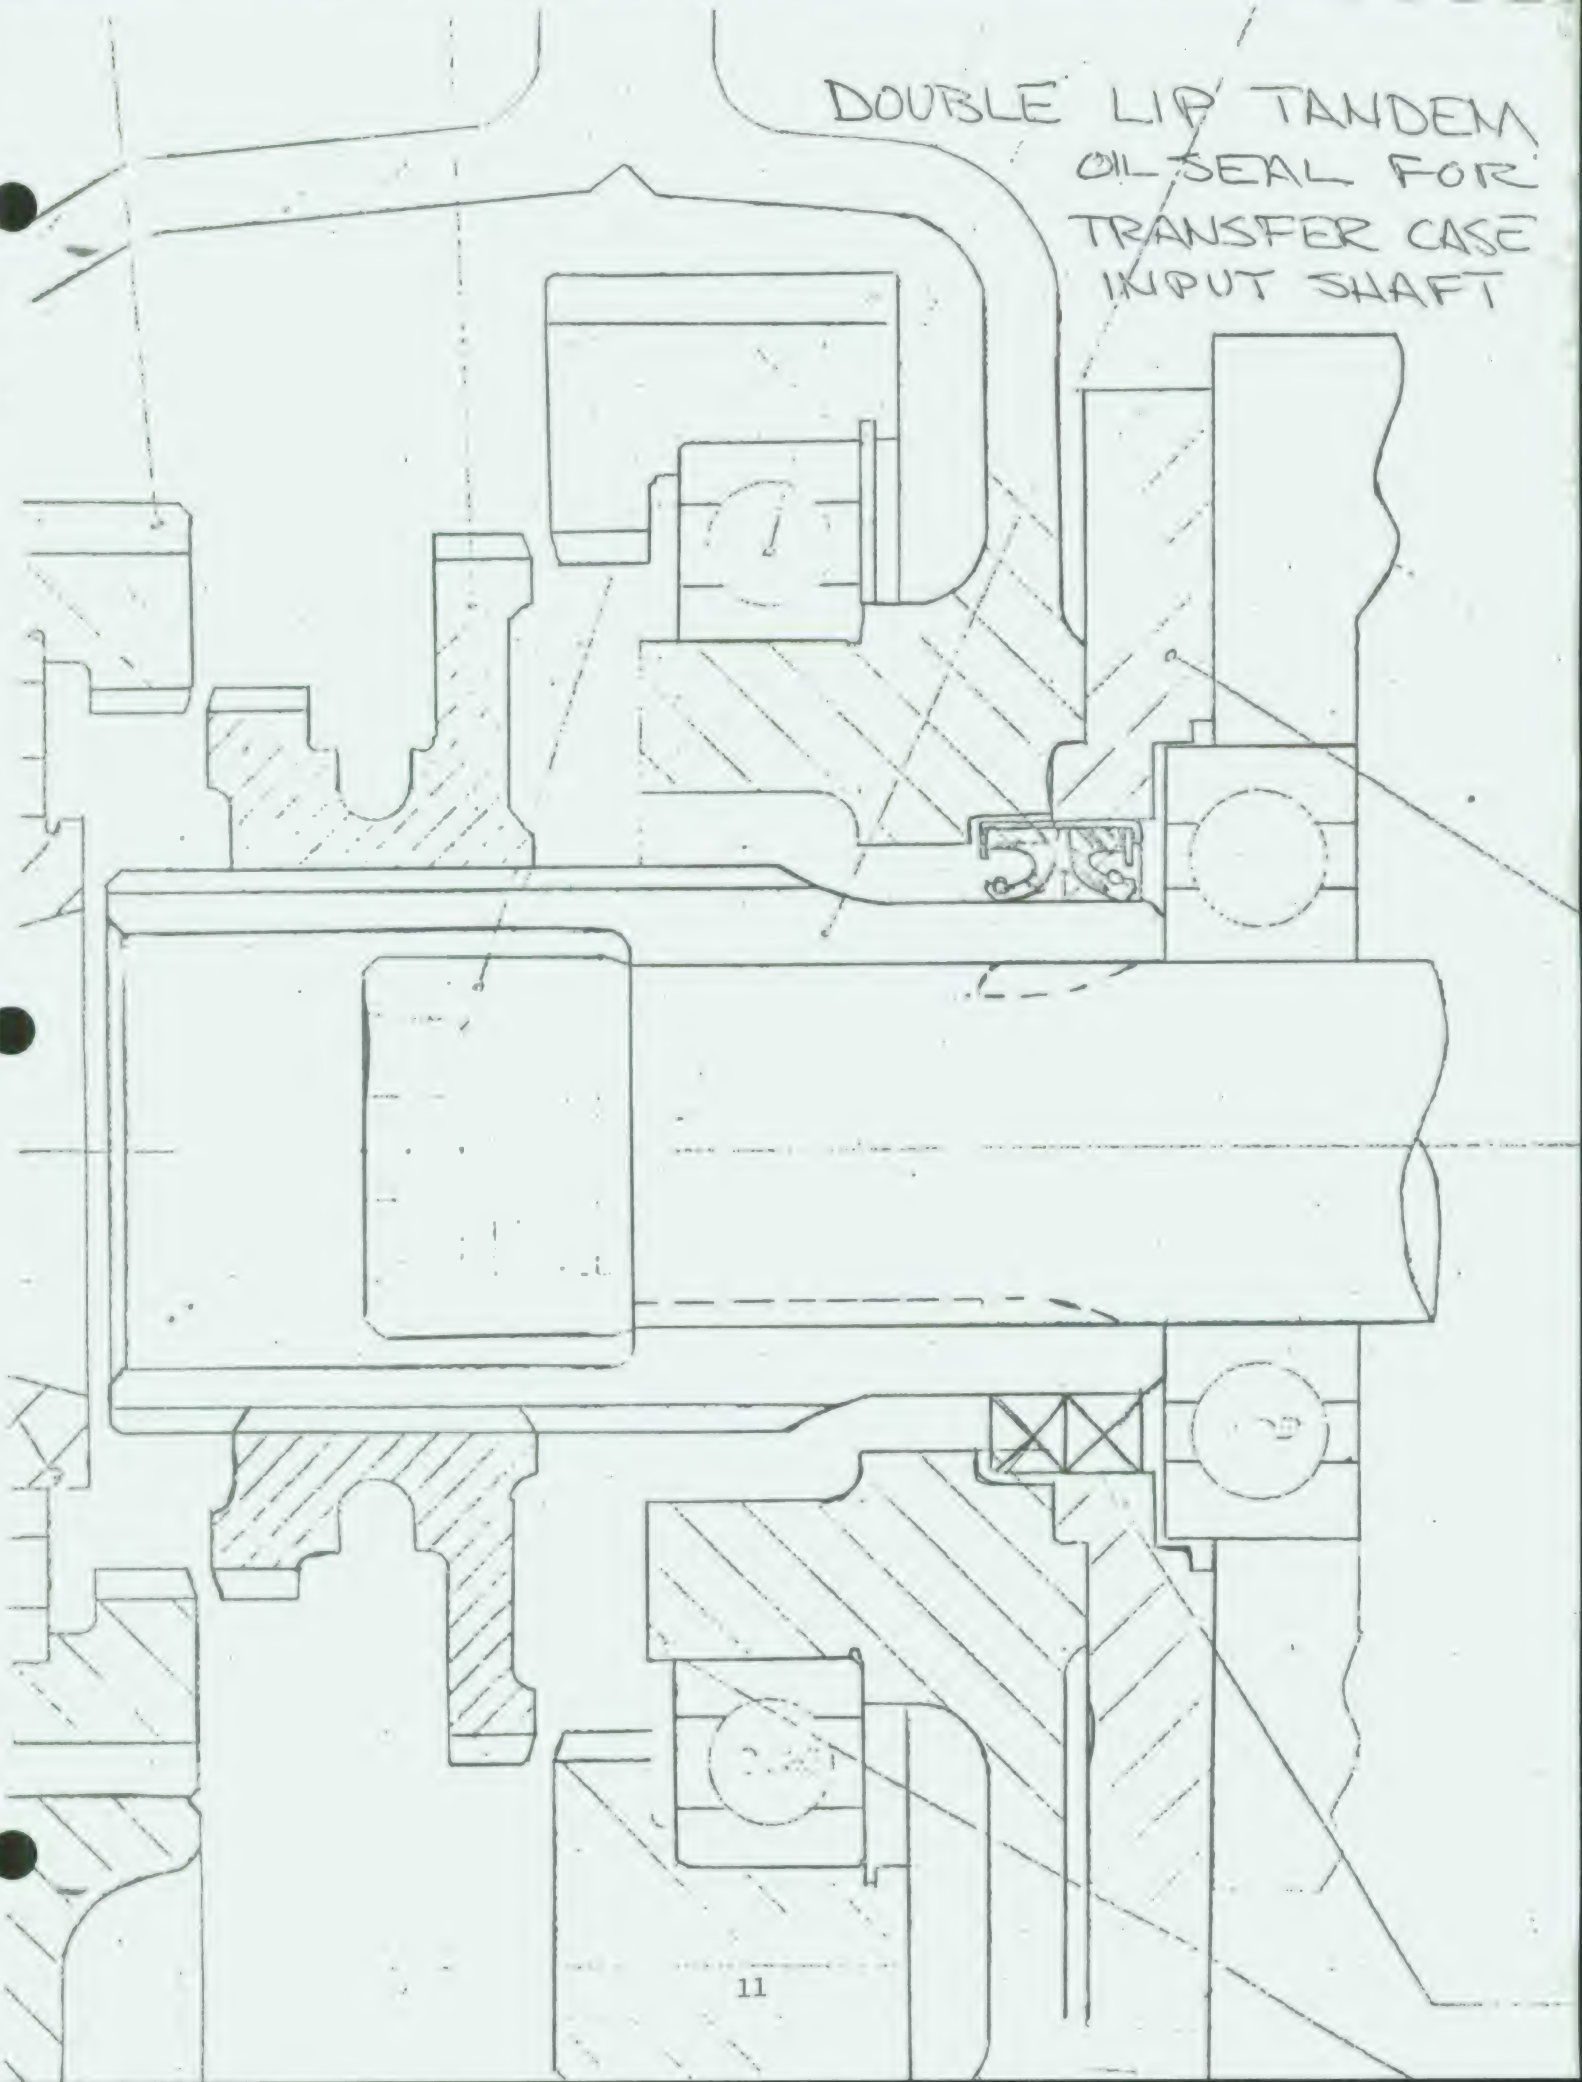 DOUBLE LIP TANDEM
OIL SEAL FOR
TRANSFER CASE
INPUT SHAFT
11